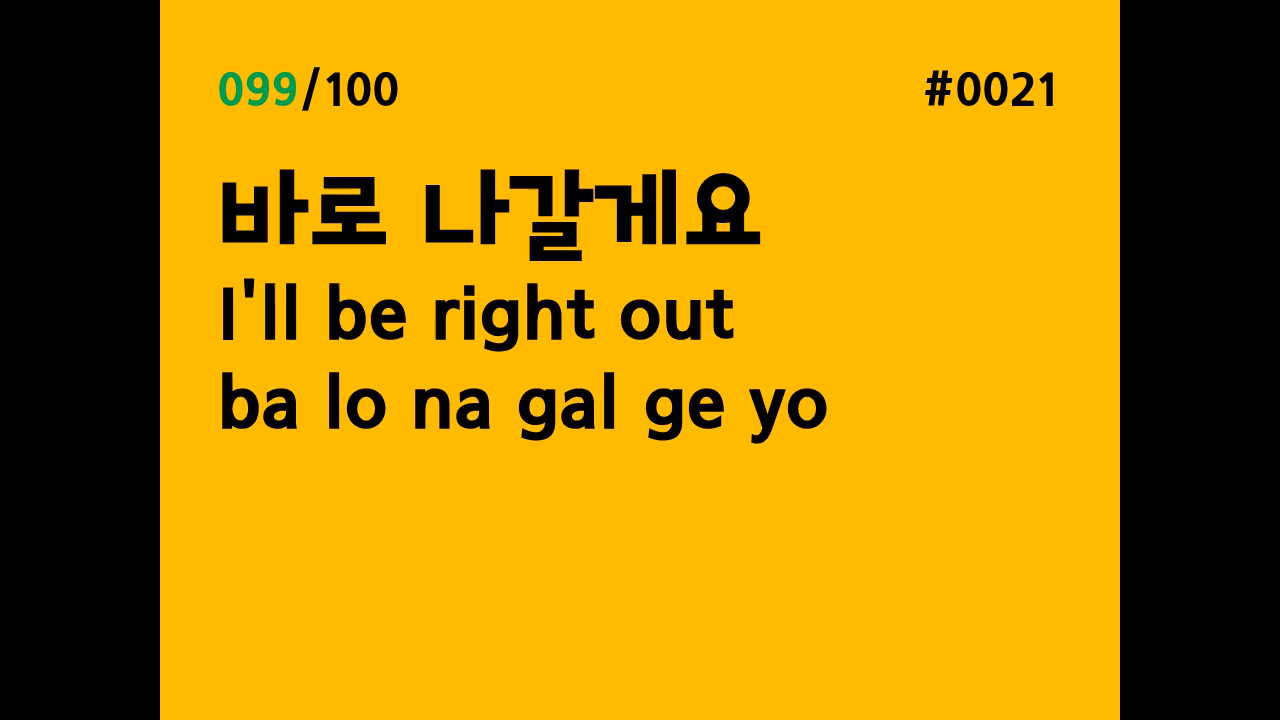 099/100 #0021
바로 나갈게요
I'll be right out
ba lo na gal ge yo